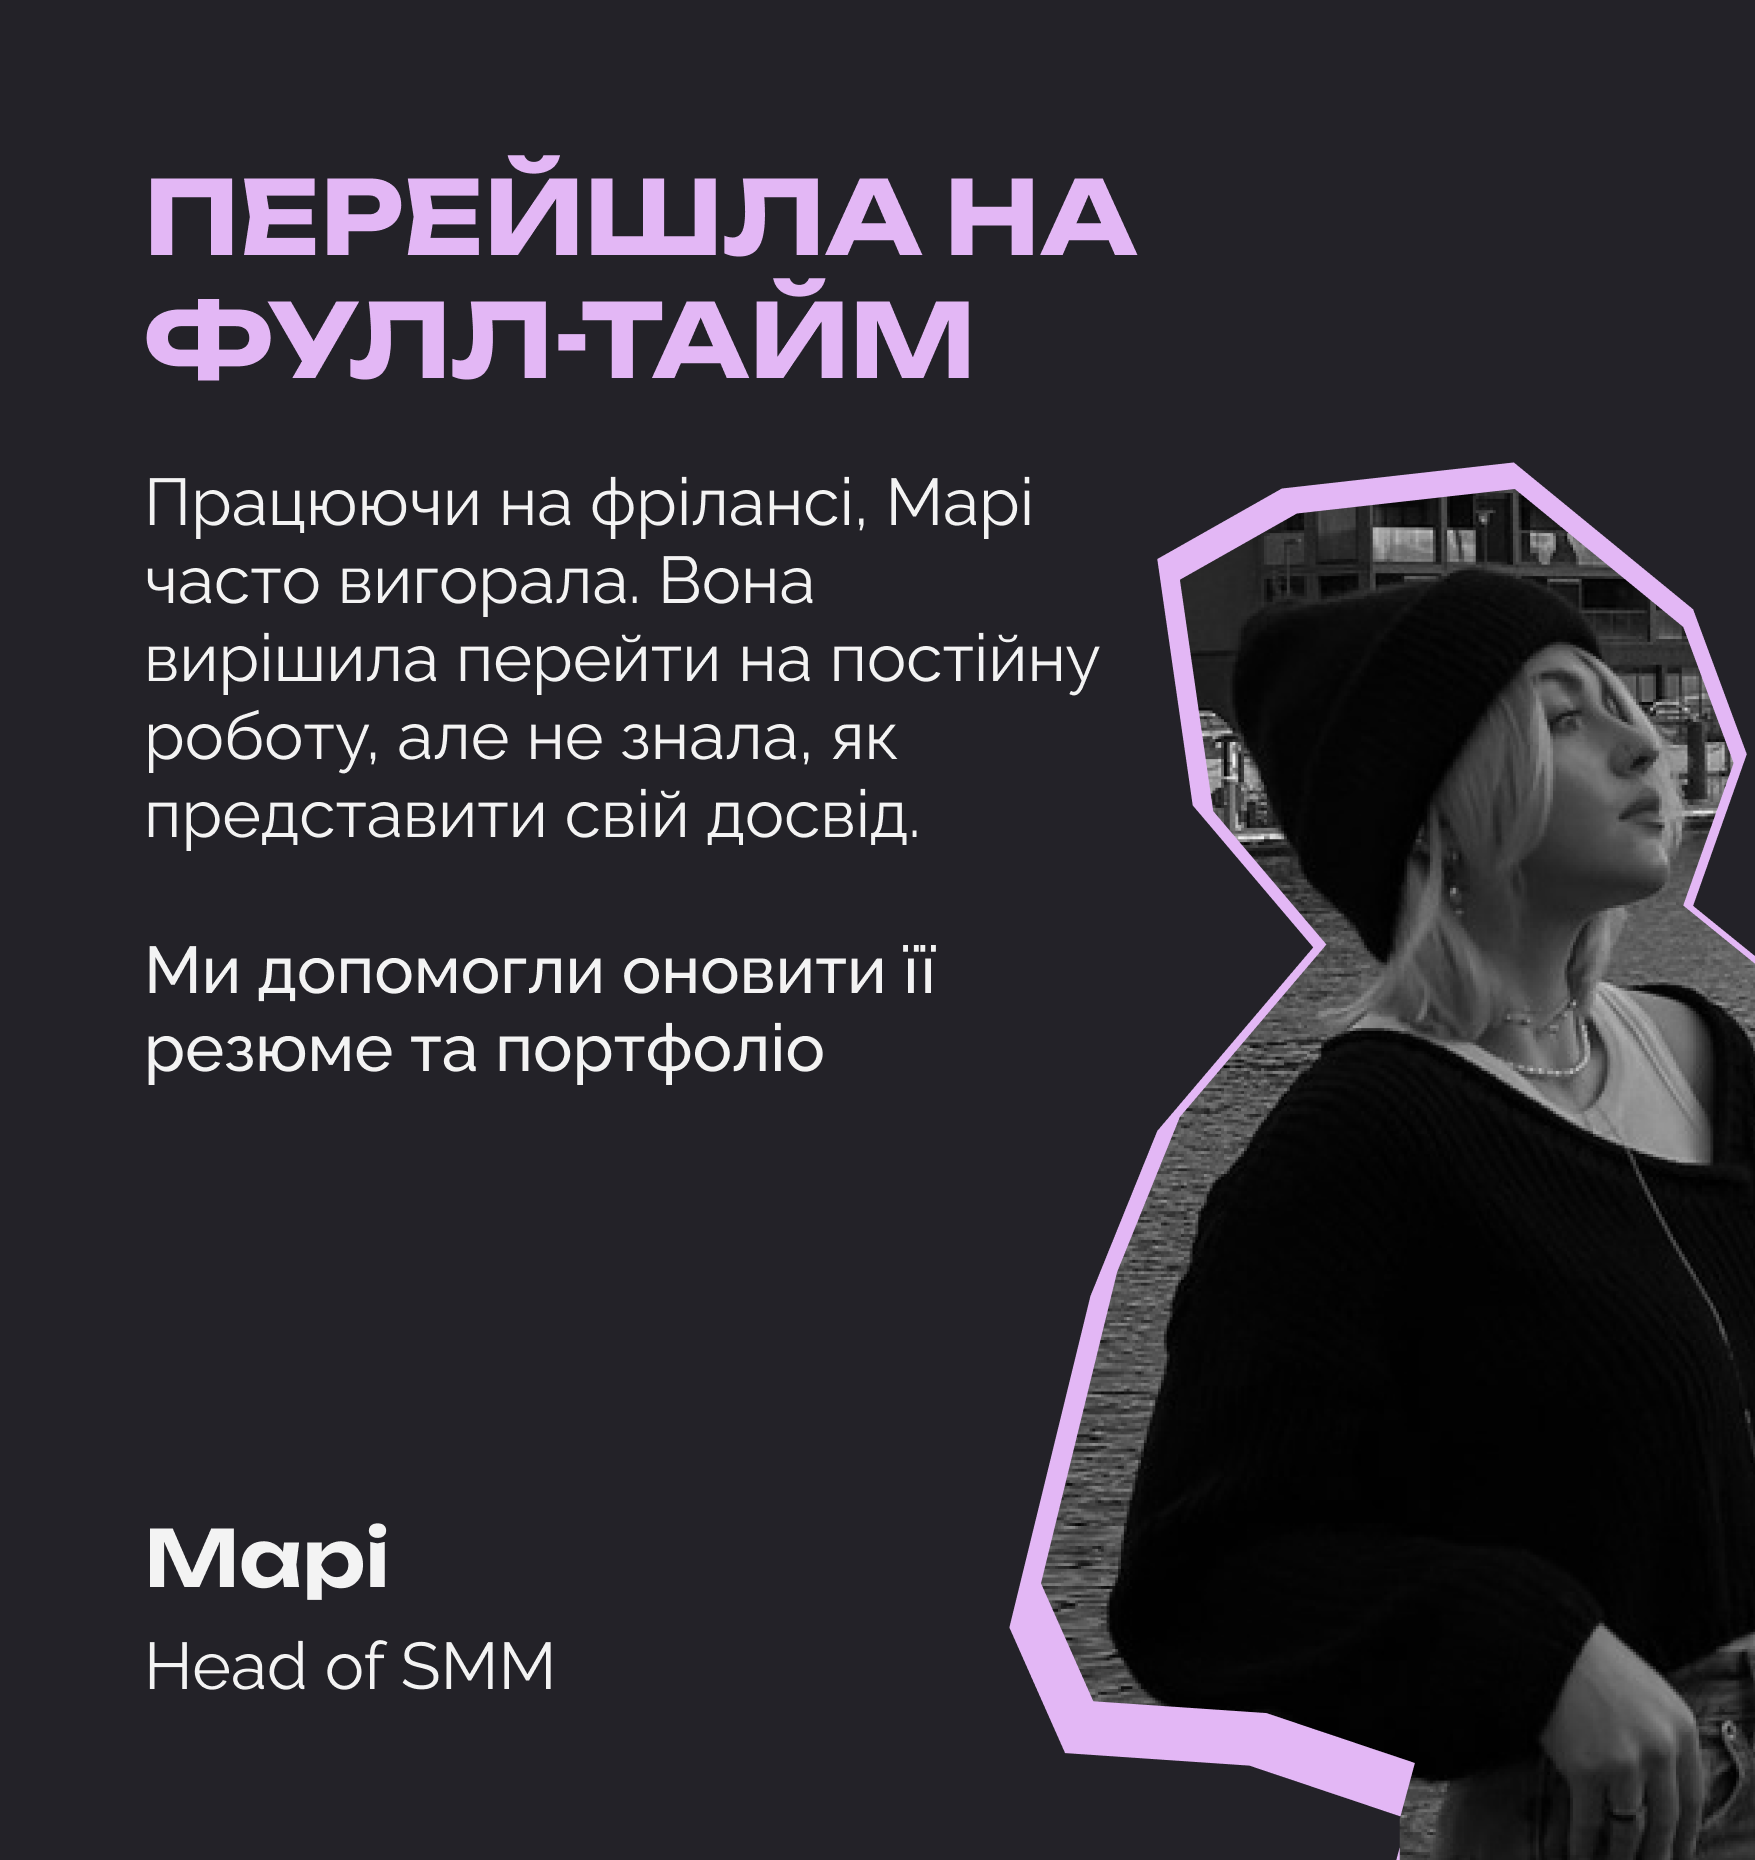 ПЕРЕЙШЛА НА
ФУЛЛ-ТАЙМ
Працюючи на фрілансі, Марі
часто вигорала. Вона
вирішила перейти на постійну
роботу, але не знала, як
представити свій досвід.
Ми допомогли оновити її
резюме та портфоліо
Марі
Head of SMM